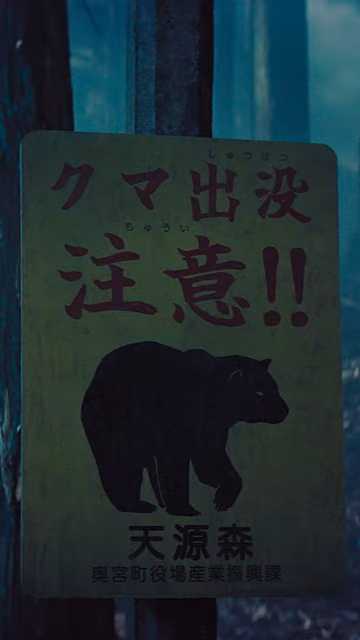 しゅつぼつ
クマ出没
ちゅうい
注意!!
天源森
奥宮町役場産業振興課